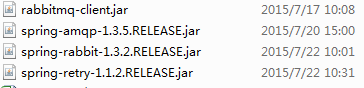 rabbitmq-client.jar 2015/7/17 10:08
spring-amqp-1.3.5.RELEASE.jar 2015/7/20 15:00
spring-rabbit-1.3.2.RELEASE.jar 2015/7/22 10:01
spring-retry-1.1.2.RELEASE.jar 2015/7/22 10:31